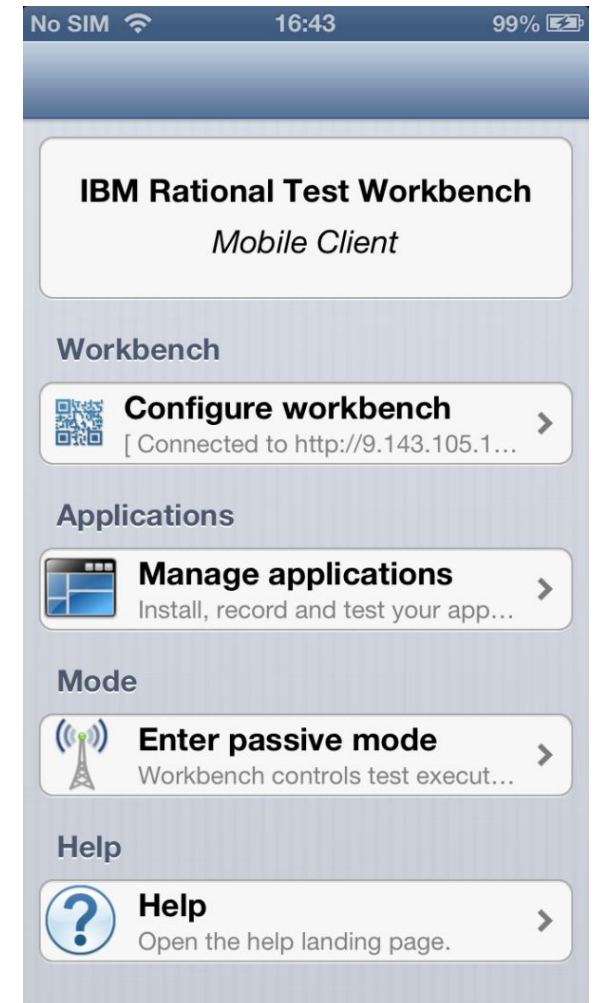 No SIM 16:43 99%
IBM Rational Test Workbench
Mobile Client
Workbench
Configure workbench
[ Connected to http://9.143.105.1...
Applications
Manage applications
Install, record and test your app...
Mode
Enter passive mode
Workbench controls test execut...
Help
Help
Open the help landing page.